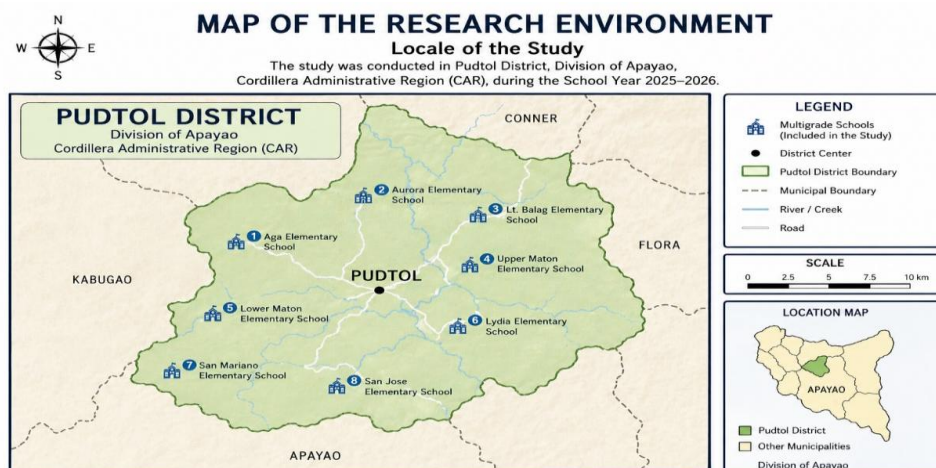 MAP OF THE RESEARCH ENVIRONMENT
Locale of the Study
The study was conducted in Pudtol District, Division of Apayao,
Cordillera Administrative Region (CAR), during the School Year 2025–2026.
N
W
E
S
PUDTOL DISTRICT
Division of Apayao
Cordillera Administrative Region (CAR)
CONNER
2 Aurora Elementary
School
3 Lt. Balag Elementary
School
1 Aga Elementary
School
FLORA
4 Upper Maton
Elementary School
KABUGAO
PUDTOL
5 Lower Maton
Elementary School
6 Lydia Elementary
School
7 San Mariano
Elementary School
8 San Jose
Elementary School
APAYAO
LEGEND
Multigrade Schools
(Included in the Study)
District Center
Pudtol District Boundary
Municipal Boundary
River / Creek
Road
SCALE
0 2.5 5 7.5 10 km
LOCATION MAP
APAYAO
Pudtol District
Other Municipalities
Division of Apayao